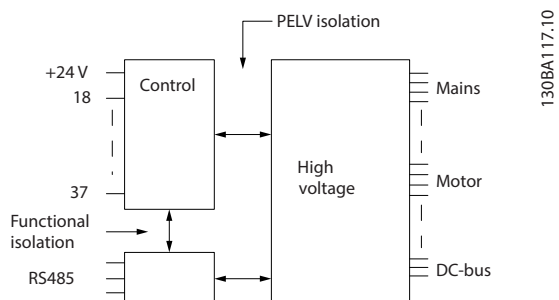 PELV isolation
130BA117.10
+24 V
Control
Mains
18
High
voltage
Motor
37
Functional
isolation
DC-bus
RS485